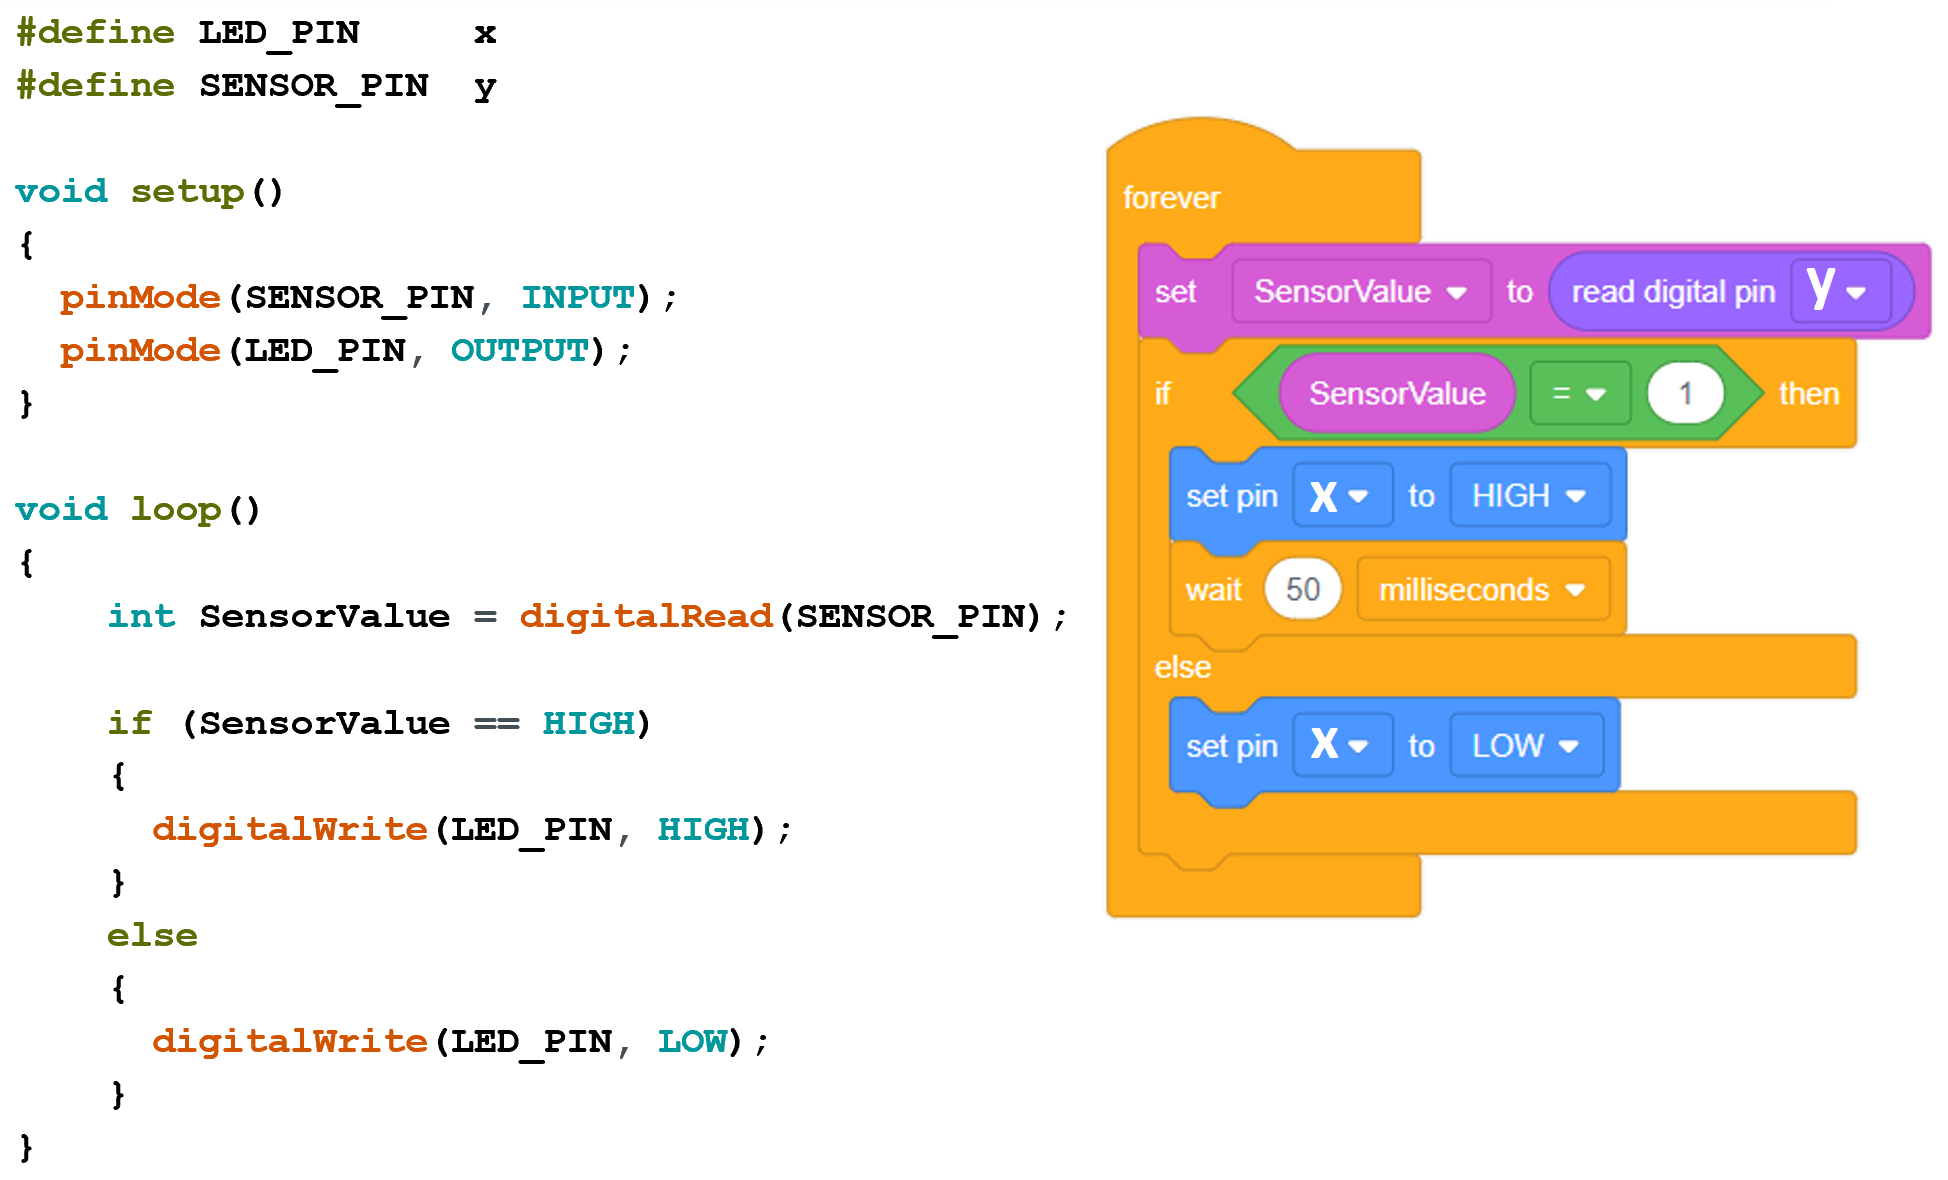 #define LED_PIN     x
#define SENSOR_PIN  y
void setup()
{
  pinMode(SENSOR_PIN, INPUT);
  pinMode(LED_PIN, OUTPUT);
}
void loop()
{
    int SensorValue = digitalRead(SENSOR_PIN);
    if (SensorValue == HIGH)
    {
      digitalWrite(LED_PIN, HIGH);
    }
    else
    {
      digitalWrite(LED_PIN, LOW);
    }
}
forever
set SensorValue to read digital pin y
if SensorValue = 1 then
set pin x to HIGH
wait 50 milliseconds
else
set pin x to LOW